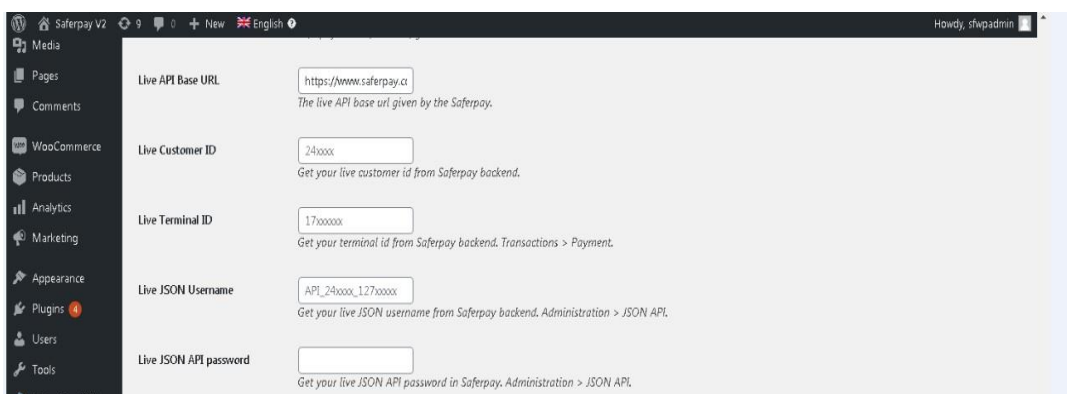 Saferpay V2 9 0 + New English Howdy, sfwpadmin
Media
Pages
Comments
WooCommerce
Products
Analytics
Marketing
Appearance
Plugins 4
Users
Tools
Live API Base URL
https://www.saferpay.cc
The live API base url given by the Saferpay.
Live Customer ID
24xxxx
Get your live customer id from Saferpay backend.
Live Terminal ID
17xxxxxx
Get your terminal id from Saferpay backend. Transactions > Payment.
Live JSON Username
API_24xxxx_127xxxxx
Get your live JSON username from Saferpay backend. Administration > JSON API.
Live JSON API password
Get your live JSON API password in Saferpay. Administration > JSON API.